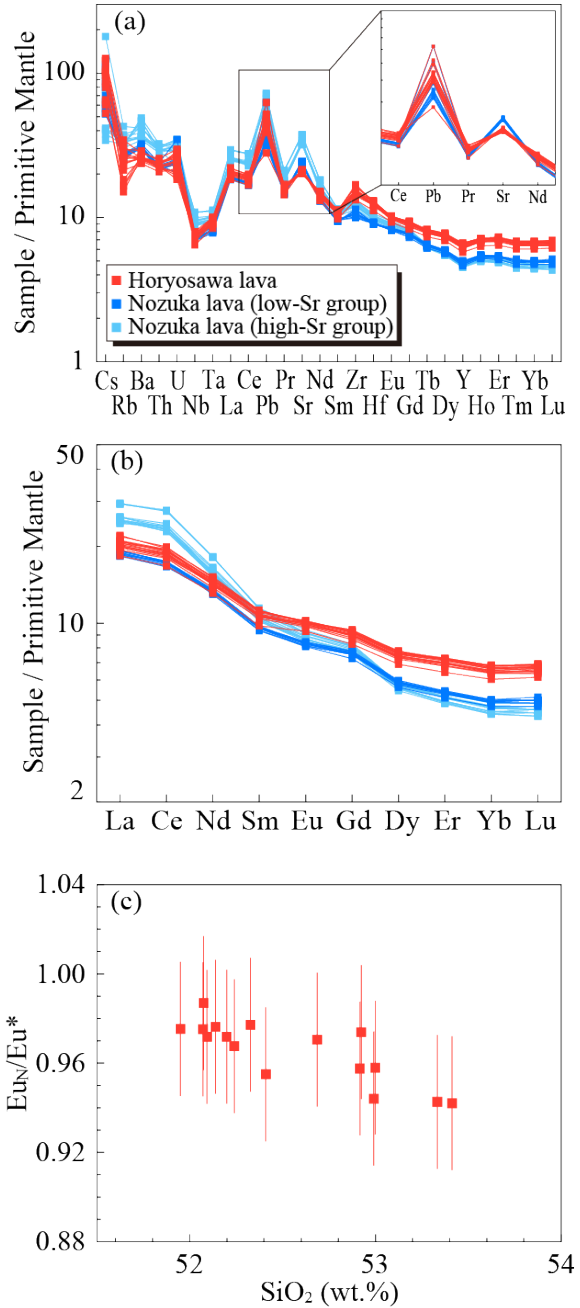 (a)
Sample / Primitive Mantle
100
10
1
Ce Pb Pr Sr Nd
Horyosawa lava
Nozuka lava (low-Sr group)
Nozuka lava (high-Sr group)
Cs Ba U Ta Ce Pr Nd Zr Eu Tb Y Er Yb
Rb Th Nb La Pb Sr Sm Hf Gd Dy Ho Tm Lu
(b)
Sample / Primitive Mantle
50
10
2
La Ce Nd Sm Eu Gd Dy Er Yb Lu
(c)
EuN/Eu*
1.04
1.00
0.96
0.92
0.88
52 53 54
SiO2 (wt.%)